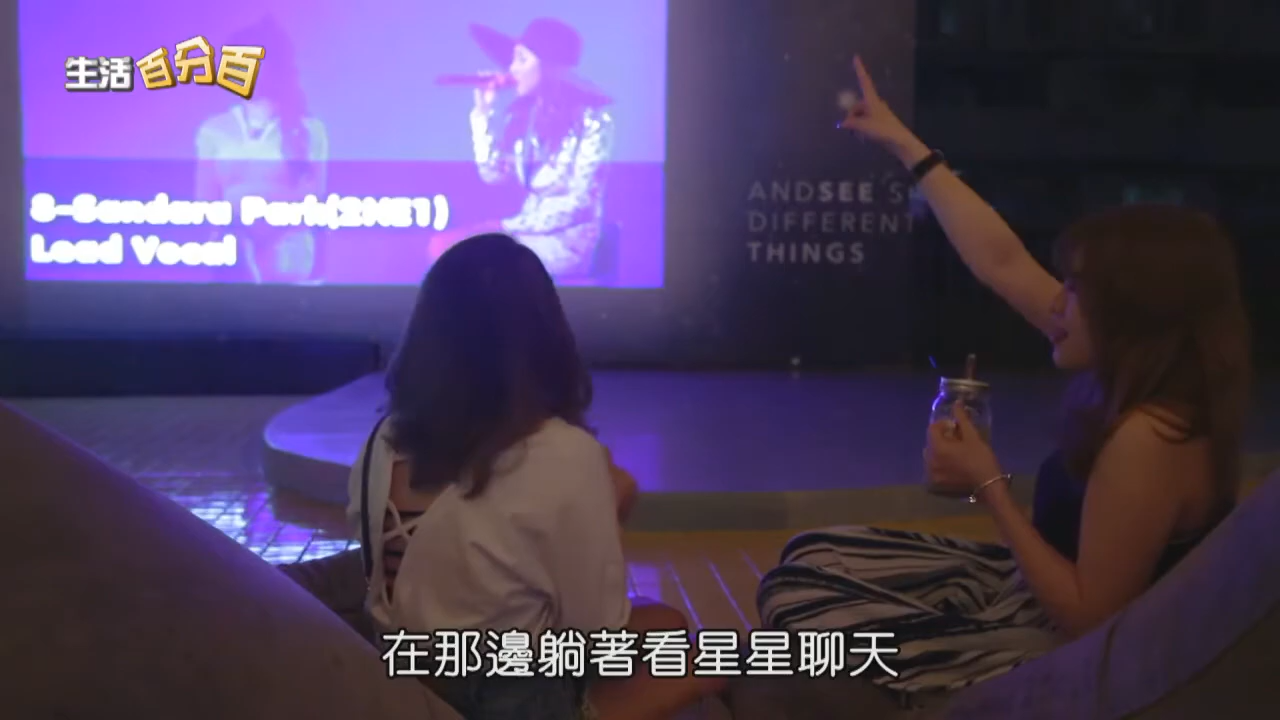 生活百分百
S-Sandara Park(2NE1)
Lead Vocal
ANDSEE
DIFFERENT
THINGS
在那邊躺著看星星聊天